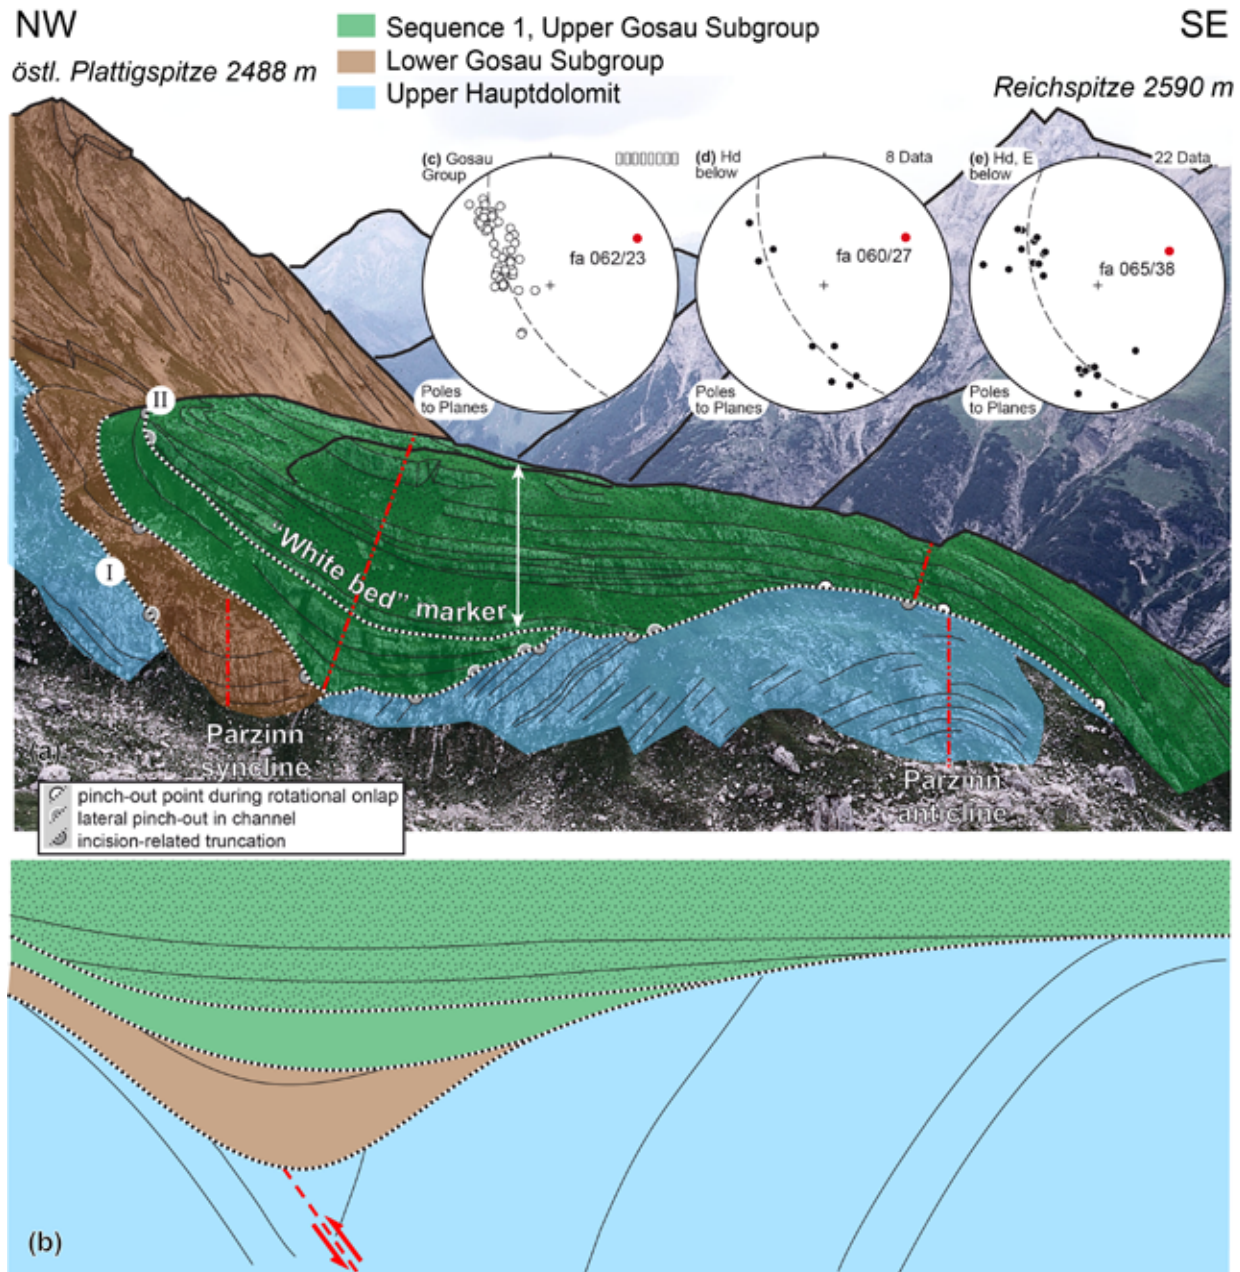 NW
SE
Sequence 1, Upper Gosau Subgroup
Lower Gosau Subgroup
Upper Hauptdolomit
östl. Plattigspitze 2488 m
Reichspitze 2590 m
(c) Gosau
Group
fa 062/23
Poles
to Planes
(d) Hd
below
8 Data
fa 060/27
Poles
to Planes
(e) Hd, E
below
22 Data
fa 065/38
Poles
to Planes
II
I
"White bed" marker
Parzinn
syncline
Parzinn
anticline
(a)
pinch-out point during rotational onlap
lateral pinch-out in channel
incision-related truncation
(b)